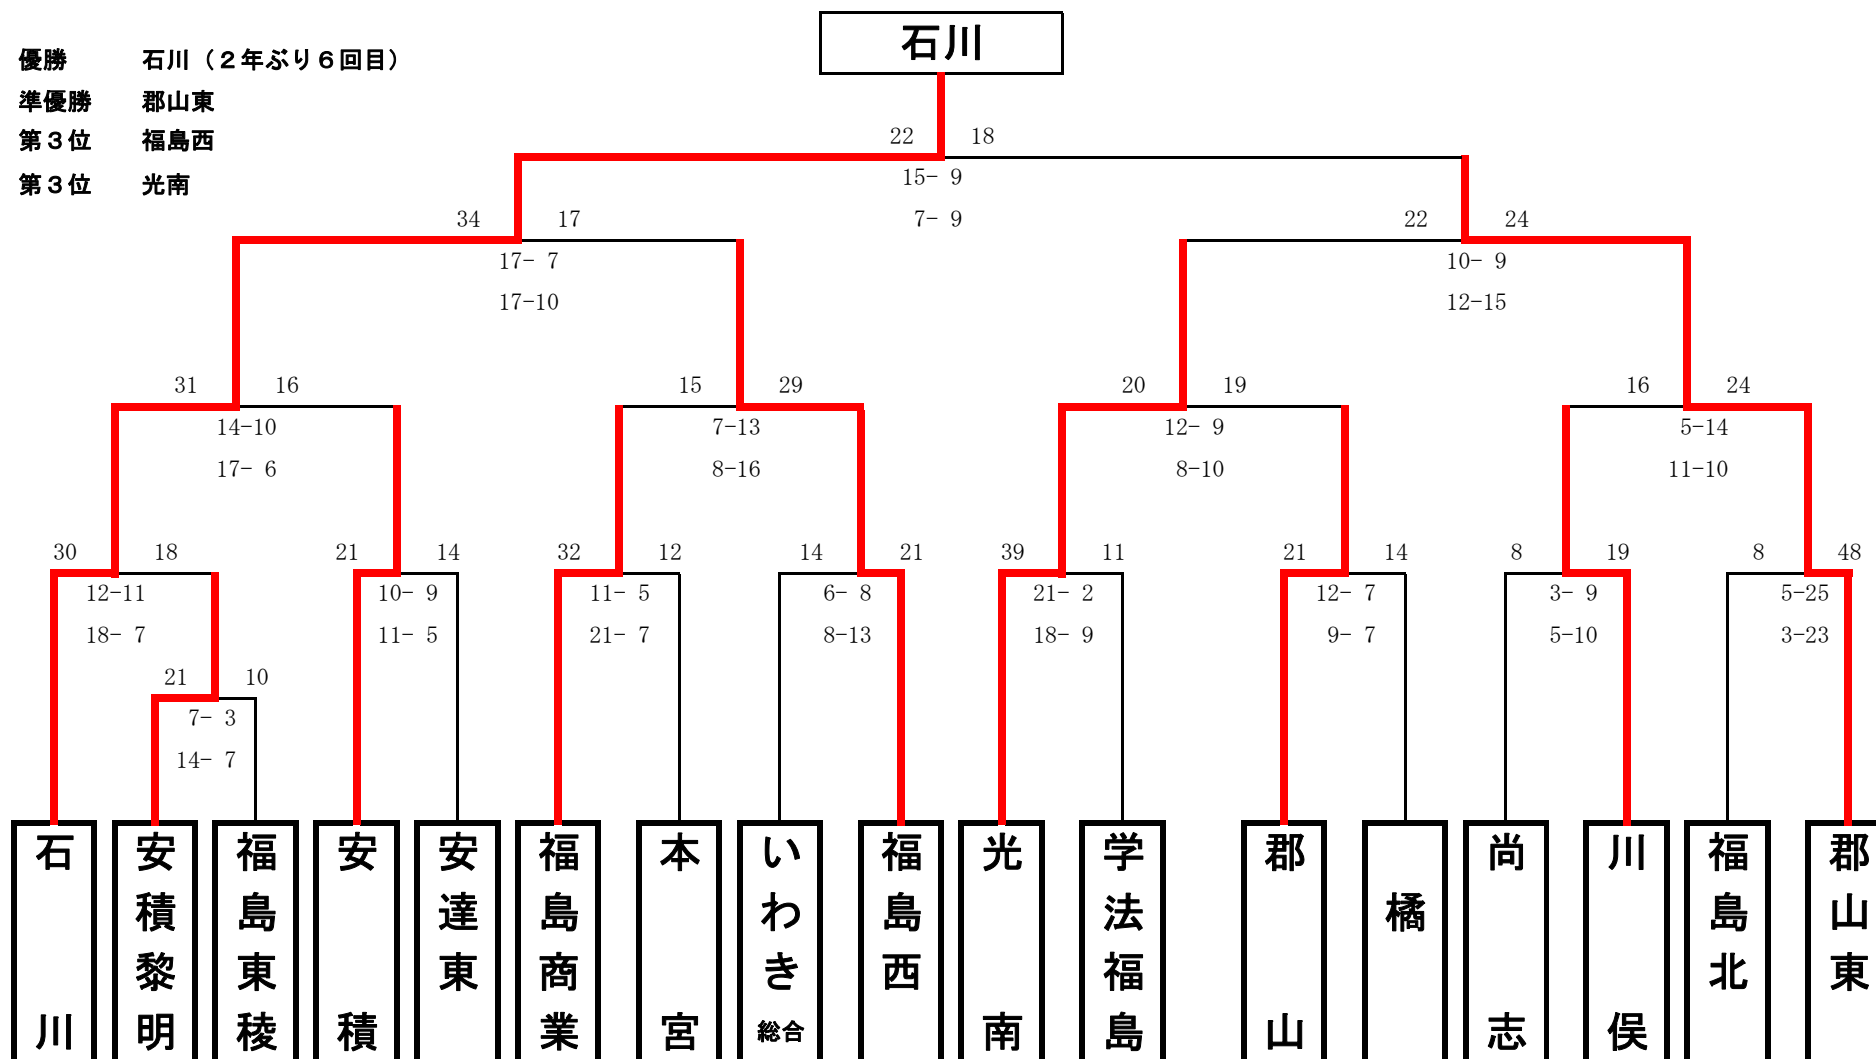 石川
優勝 石川（２年ぶり６回目）
準優勝 郡山東
第３位 福島西
第３位 光南
22 18
15- 9
7- 9
34 17
17- 7
17-10
22 24
10- 9
12-15
31 16
14-10
17- 6
15 29
7-13
8-16
20 19
12- 9
8-10
16 24
5-14
11-10
30 18
12-11
18- 7
21 14
10- 9
11- 5
32 12
11- 5
21- 7
14 21
6- 8
8-13
39 11
21- 2
18- 9
21 14
12- 7
9- 7
8 19
3- 9
5-10
8 48
5-25
3-23
21 10
7- 3
14- 7
石川
安積黎明
福島東稜
安積
安達東
福島商業
本宮
いわき総合
福島西
光南
学法福島
郡山
橘
尚志
川俣
福島北
郡山東